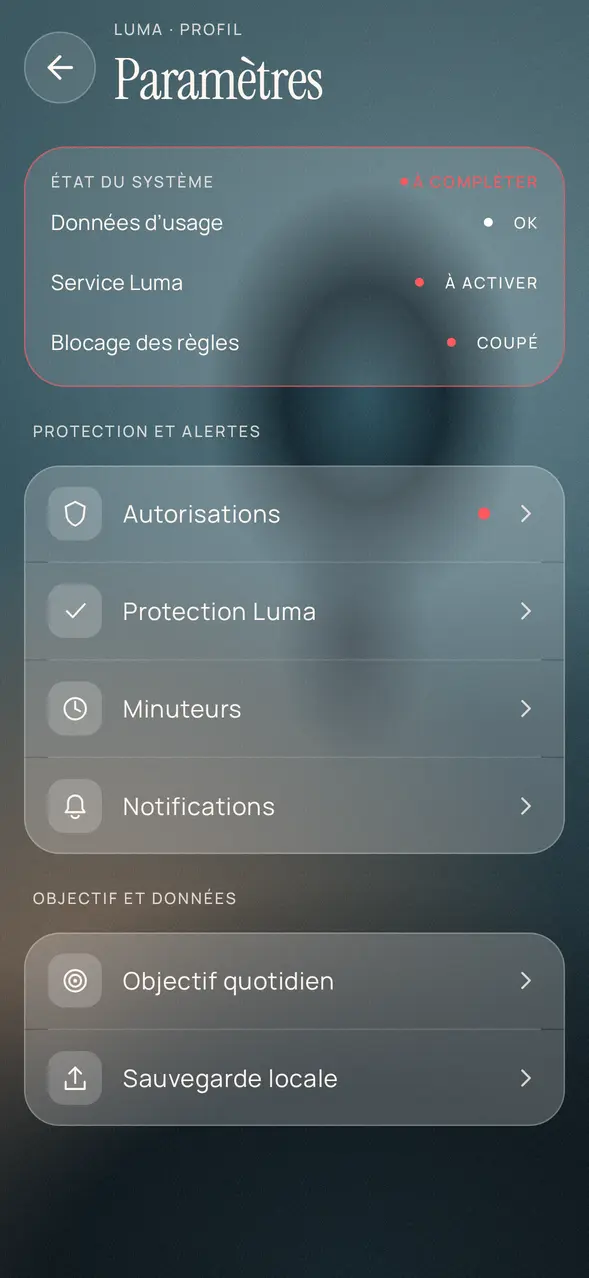 LUMA · PROFIL
Paramètres
ÉTAT DU SYSTÈME
À COMPLÉTER
Données d’usage
OK
Service Luma
À ACTIVER
Blocage des règles
COUPÉ
PROTECTION ET ALERTES
Autorisations
Protection Luma
Minuteurs
Notifications
OBJECTIF ET DONNÉES
Objectif quotidien
Sauvegarde locale